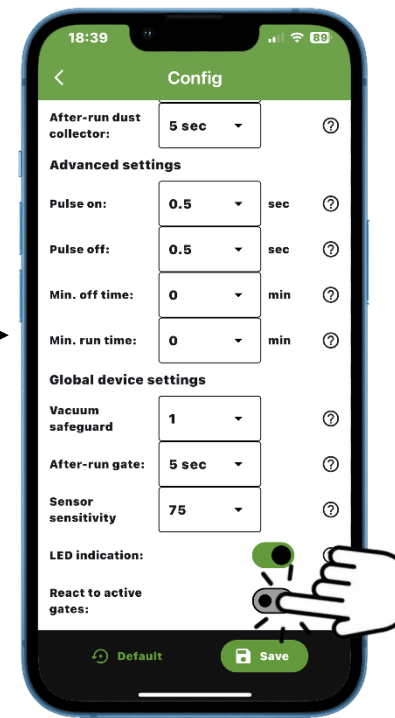 18:39
89
Config
After-run dust
collector:
5 sec
Advanced settings
Pulse on:
0.5
sec
Pulse off:
0.5
sec
Min. off time:
0
min
Min. run time:
0
min
Global device settings
Vacuum
safeguard
1
After-run gate:
5 sec
Sensor
sensitivity
75
LED indication:
React to active
gates:
Default
Save